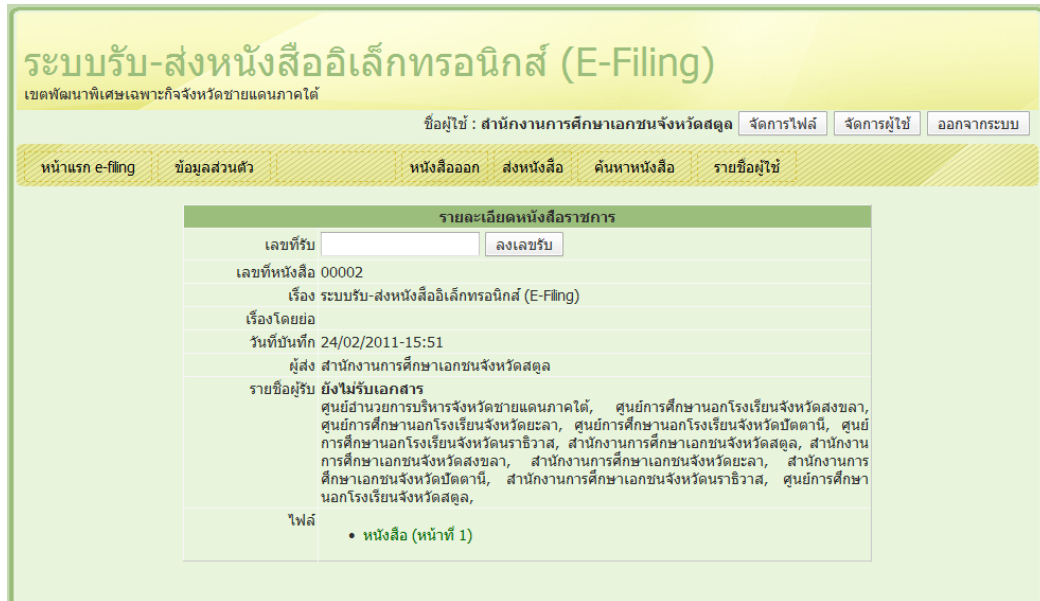 ระบบรับ-ส่งหนังสืออิเล็กทรอนิกส์ (E-Filing)
เขตพัฒนาพิเศษเฉพาะกิจจังหวัดชายแดนภาคใต้
ชื่อผู้ใช้ : สำนักงานการศึกษาเอกชนจังหวัดสตูล จัดการไฟล์ จัดการผู้ใช้ ออกจากระบบ
หน้าแรก e-filing ข้อมูลส่วนตัว หนังสือออก ส่งหนังสือ ค้นหาหนังสือ รายชื่อผู้ใช้
รายละเอียดหนังสือราชการ
เลขที่รับ ลงเลขรับ
เลขที่หนังสือ 00002
เรื่อง ระบบรับ-ส่งหนังสืออิเล็กทรอนิกส์ (E-Filing)
เรื่องโดยย่อ
วันที่บันทึก 24/02/2011-15:51
ผู้ส่ง สำนักงานการศึกษาเอกชนจังหวัดสตูล
รายชื่อผู้รับ ยังไม่รับเอกสาร
ศูนย์อำนวยการบริหารจังหวัดชายแดนภาคใต้, ศูนย์การศึกษานอกโรงเรียนจังหวัดสงขลา,
ศูนย์การศึกษานอกโรงเรียนจังหวัดยะลา, ศูนย์การศึกษานอกโรงเรียนจังหวัดปัตตานี, ศูนย์
การศึกษานอกโรงเรียนจังหวัดนราธิวาส, สำนักงานการศึกษาเอกชนจังหวัดสตูล, สำนักงาน
การศึกษาเอกชนจังหวัดสงขลา, สำนักงานการศึกษาเอกชนจังหวัดยะลา, สำนักงานการ
ศึกษาเอกชนจังหวัดปัตตานี, สำนักงานการศึกษาเอกชนจังหวัดนราธิวาส, ศูนย์การศึกษา
นอกโรงเรียนจังหวัดสตูล,
ไฟล์
• หนังสือ (หน้าที่ 1)